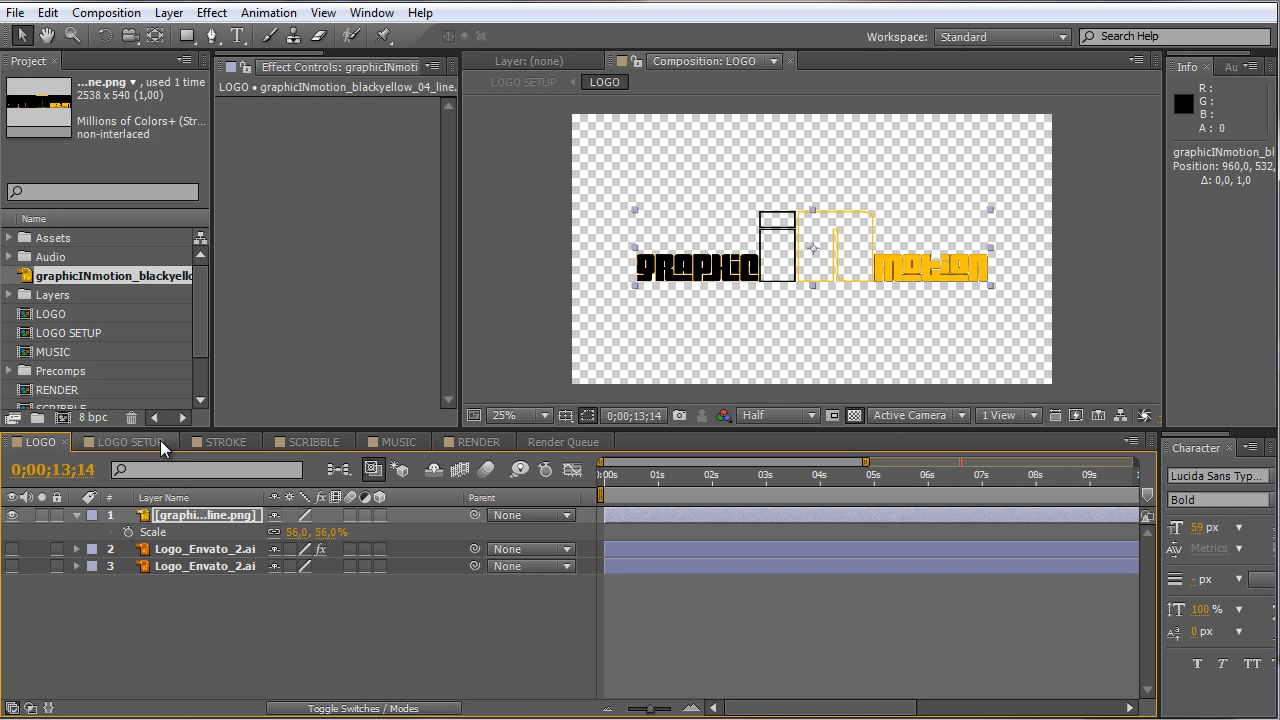 File Edit Composition Layer Effect Animation View Window Help
Workspace: Standard Search Help
Project
...ne.png ▼ , used 1 time
2538 x 540 (1,00)
Millions of Colors+ (Str...
non-interlaced
Name
Assets
Audio
graphicINmotion_blackyello
Layers
LOGO
LOGO SETUP
MUSIC
Precomps
RENDER
SCRIBBLE
8 bpc
Effect Controls: graphicINmoti
LOGO • graphicINmotion_blackyellow_04_line.
Layer: (none) Composition: LOGO
LOGO SETUP LOGO
graphic IN motion
25% 0;00;13;14 Half Active Camera 1 View
Info Au
R :
G :
B :
A : 0
graphicINmotion_bl
Position: 960,0, 532,
Δ: 0,0, 1,0
LOGO × LOGO SETUP STROKE SCRIBBLE MUSIC RENDER Render Queue
0;00;13;14
:00s 01s 02s 03s 04s 05s 06s 07s 08s 09s 1
# Layer Name fx Parent
1 [graphi...line.png] None
Scale 56,0, 56,0%
2 Logo_Envato_2.ai fx None
3 Logo_Envato_2.ai None
Toggle Switches / Modes
Character
Lucida Sans Typ...
Bold
59 px
Metrics
- px
100 %
0 px
T T TT